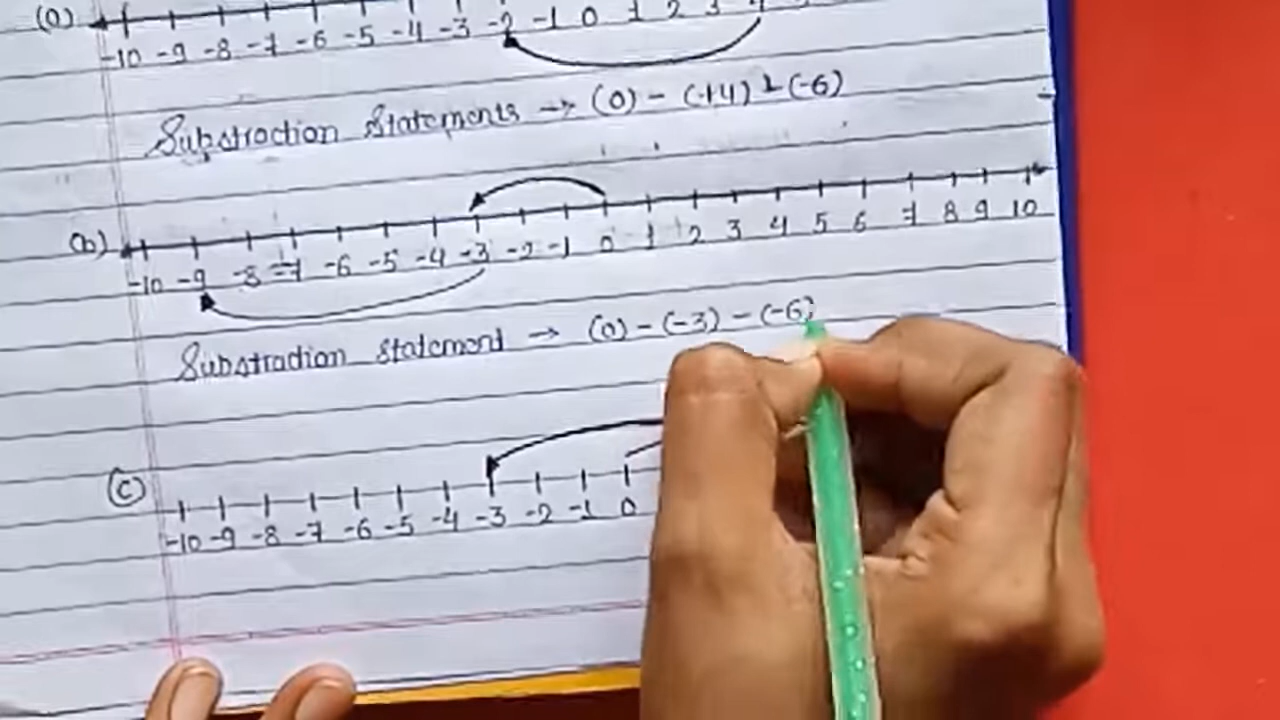 (a)
-10 -9 -8 -7 -6 -5 -4 -3 -2 -1 0 1 2 3
Substraction Statements → (0) - (+4) - (-6)
(b)
-10 -9 -8 -7 -6 -5 -4 -3 -2 -1 0 1 2 3 4 5 6 7 8 9 10
Substraction statement → (0) - (-3) - (-6)
(c)
-10 -9 -8 -7 -6 -5 -4 -3 -2 -1 0